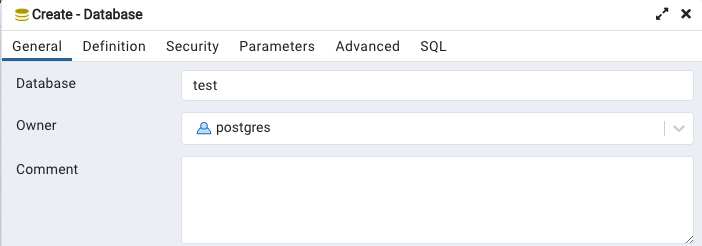 Create - Database
General Definition Security Parameters Advanced SQL
Database test
Owner postgres
Comment